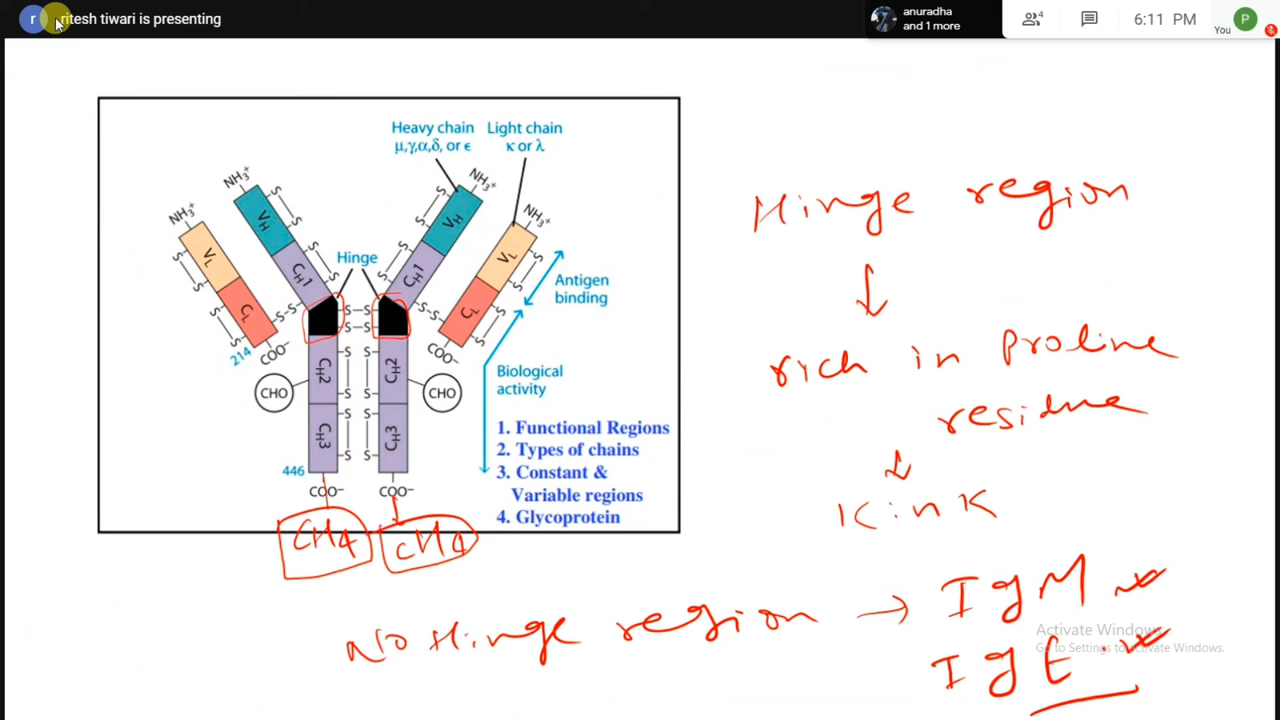 r ritesh tiwari is presenting
anuradha
and 1 more
4
6:11 PM
You
P
Heavy chain
μ,γ,α,δ, or ϵ
Light chain
κ or λ
NH₃⁺
NH₃⁺
NH₃⁺
NH₃⁺
VL
VH
VH
VL
S
S
S
S
S
S
S
S
CL
CH1
Hinge
CH1
CL
Antigen
binding
S
S
S
S
S
S
S
S
S-S
S-S
S—S
S—S
214
COO⁻
COO⁻
CHO
CH2
S
S
S
S
CH2
CHO
Biological
activity
CH3
S
S
S
S
CH3
446
COO⁻
COO⁻
1. Functional Regions
2. Types of chains
3. Constant &
Variable regions
4. Glycoprotein
CH4
CH4
Hinge region
↓
rich in Proline
residue
↓
Kink
No Hinge region → IgM
IgE
Activate Windows
Go to Settings to activate Windows.